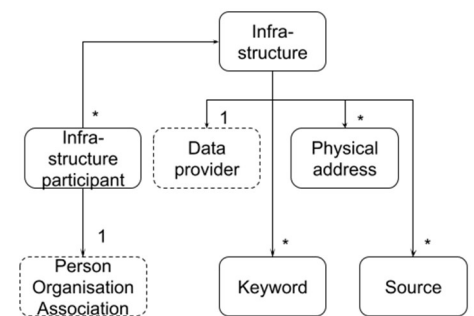 Infra-
structure
*
1
*
Infra-
structure
participant
Data
provider
Physical
address
1
*
*
Person
Organisation
Association
Keyword
Source